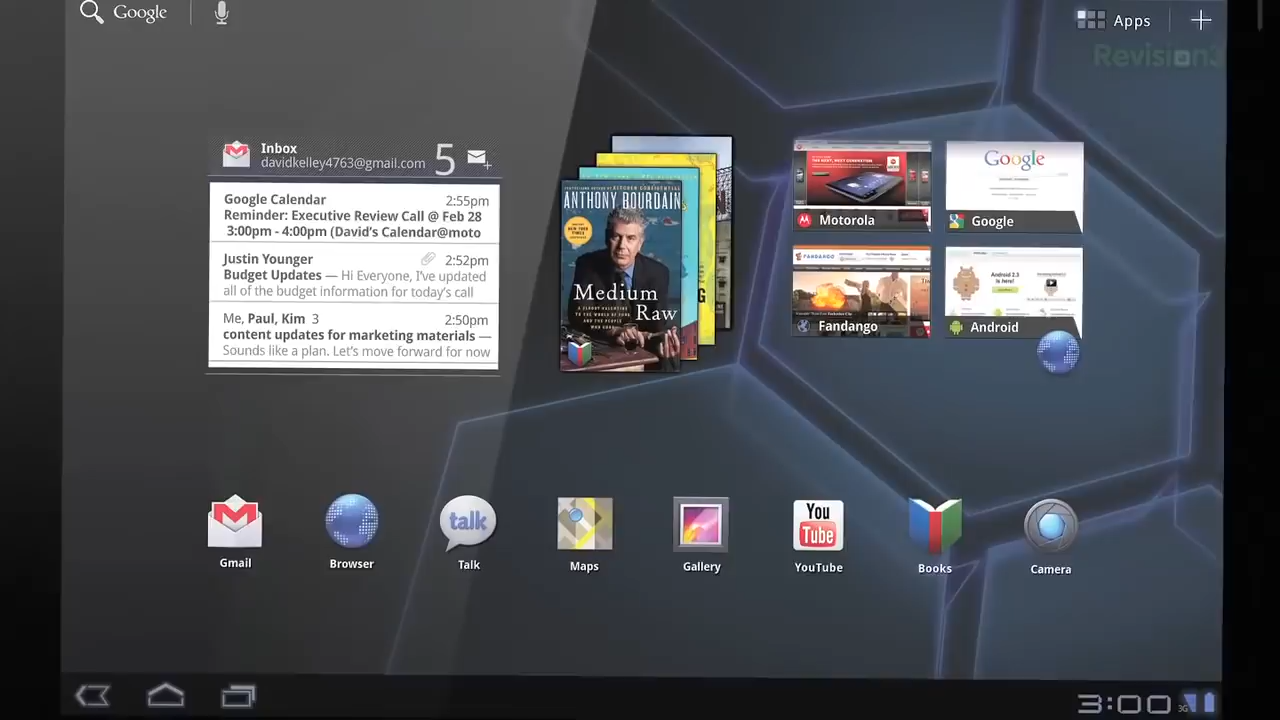 Google
Apps
Revision3
Inbox
davidkelley4763@gmail.com
5
Google Calendar 2:55pm
Reminder: Executive Review Call @ Feb 28
3:00pm - 4:00pm (David's Calendar@moto
Justin Younger 2:52pm
Budget Updates — Hi Everyone, I've updated
all of the budget information for today's call
Me, Paul, Kim 3 2:50pm
content updates for marketing materials —
Sounds like a plan. Let's move forward for now
ANTHONY BOURDAIN
Medium
Raw
Motorola
Google
Google
FANDANGO
Fandango
Android 2.3
is Here!
Android
talk
You
Tube
Gmail
Browser
Talk
Maps
Gallery
YouTube
Books
Camera
3:00
3G